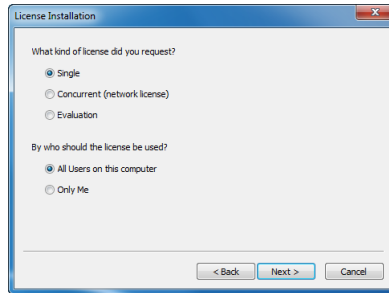 License Installation
What kind of license did you request?
Single
Concurrent (network license)
Evaluation
By who should the license be used?
All Users on this computer
Only Me
< Back Next > Cancel